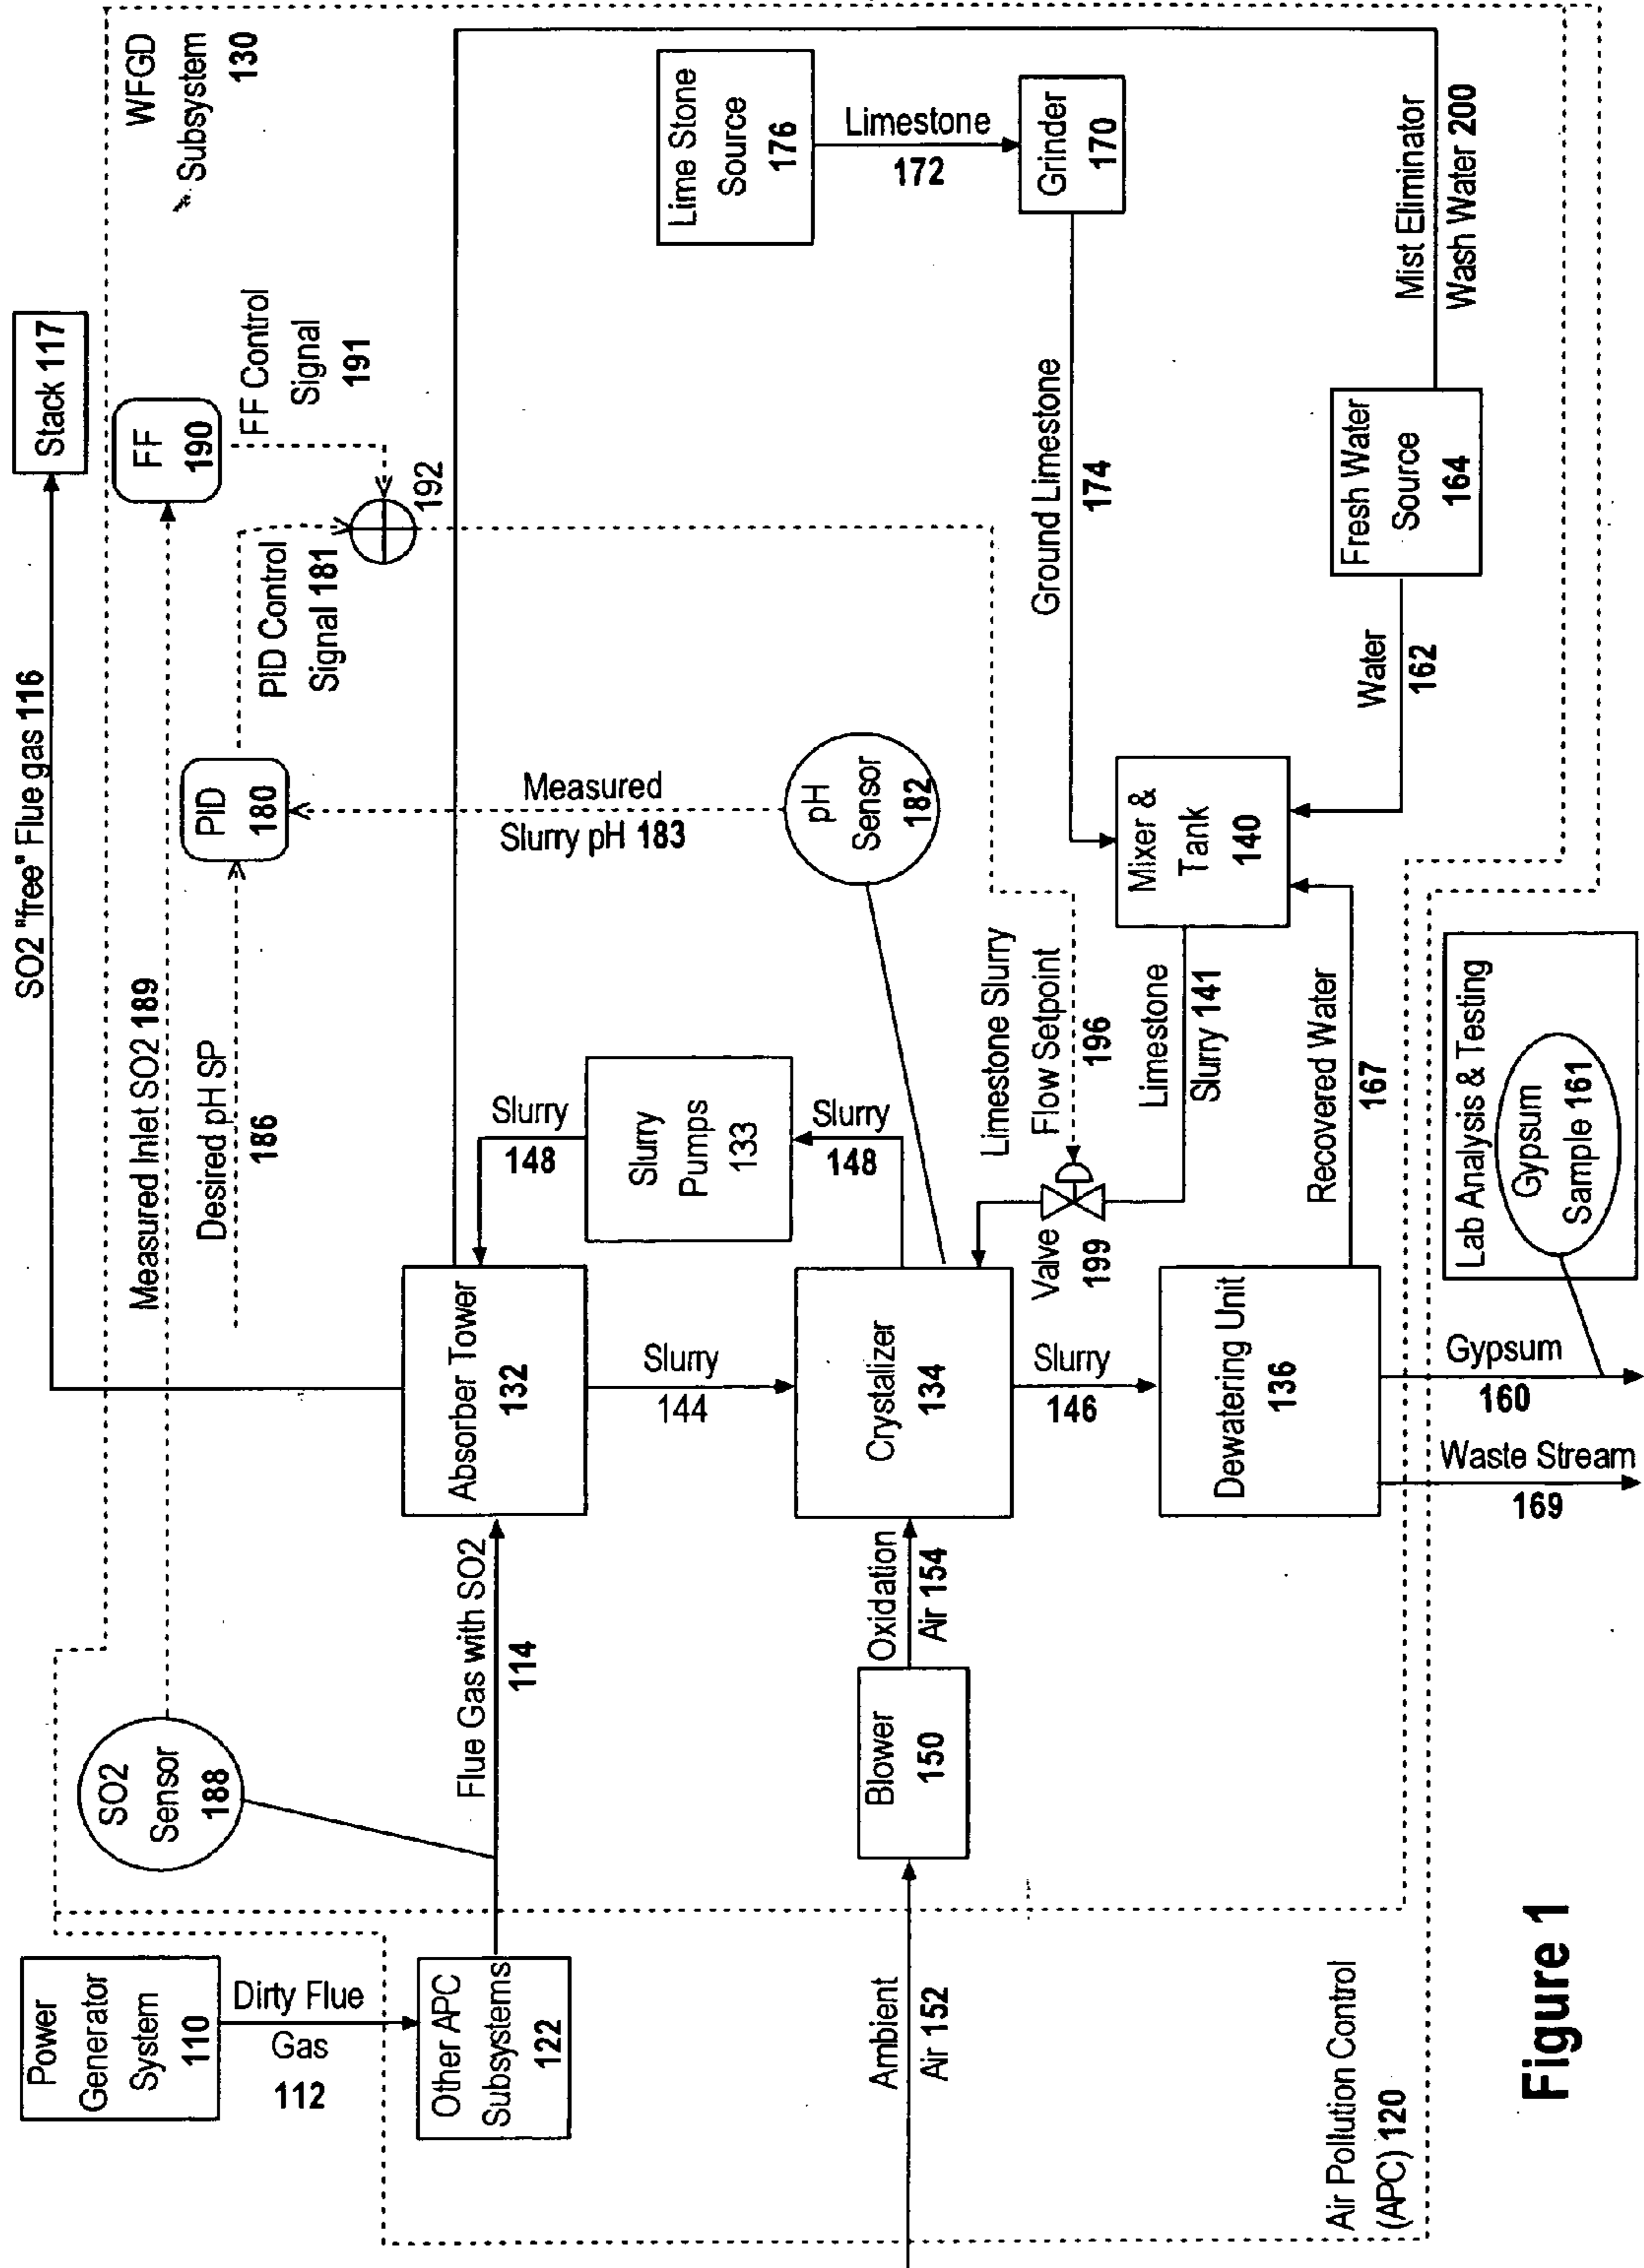 Power
Generator
System
110
Dirty Flue
Gas
112
Other APC
Subsystems
122
SO2
Sensor
188
Flue Gas with SO2
114
Measured Inlet SO2 189
Desired pH SP
186
SO2 "free" Flue gas 116
Stack 117
FF
190
FF Control
Signal
191
WFGD
Subsystem
130
PID
180
PID Control
Signal 181
192
Measured
Slurry pH 183
pH
Sensor
182
Absorber Tower
132
Slurry
144
Slurry
148
Slurry
Pumps
133
Slurry
148
Ambient
Air 152
Blower
150
Oxidation
Air 154
Crystalizer
134
Slurry
146
Valve
199
Limestone Slurry
Flow Setpoint
196
Limestone
Slurry 141
Mixer &
Tank
140
Ground Limestone
174
Lime Stone
Source
176
Limestone
172
Grinder
170
Water
162
Fresh Water
Source
164
Mist Eliminator
Wash Water 200
Dewatering Unit
136
Recovered Water
167
Gypsum
160
Waste Stream
169
Lab Analysis & Testing
Gypsum
Sample 161
Air Pollution Control
(APC) 120
Figure 1